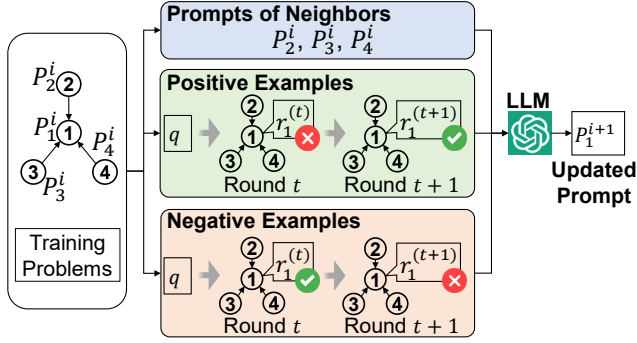 Prompts of Neighbors
P_2^i, P_3^i, P_4^i
P_2^i
2
P_1^i
1
P_4^i
3
4
P_3^i
Training
Problems
Positive Examples
q
2
1
3
4
r_1^{(t)}
Round t
2
1
3
4
r_1^{(t+1)}
Round t + 1
Negative Examples
q
2
1
3
4
r_1^{(t)}
Round t
2
1
3
4
r_1^{(t+1)}
Round t + 1
LLM
P_1^{i+1}
Updated
Prompt